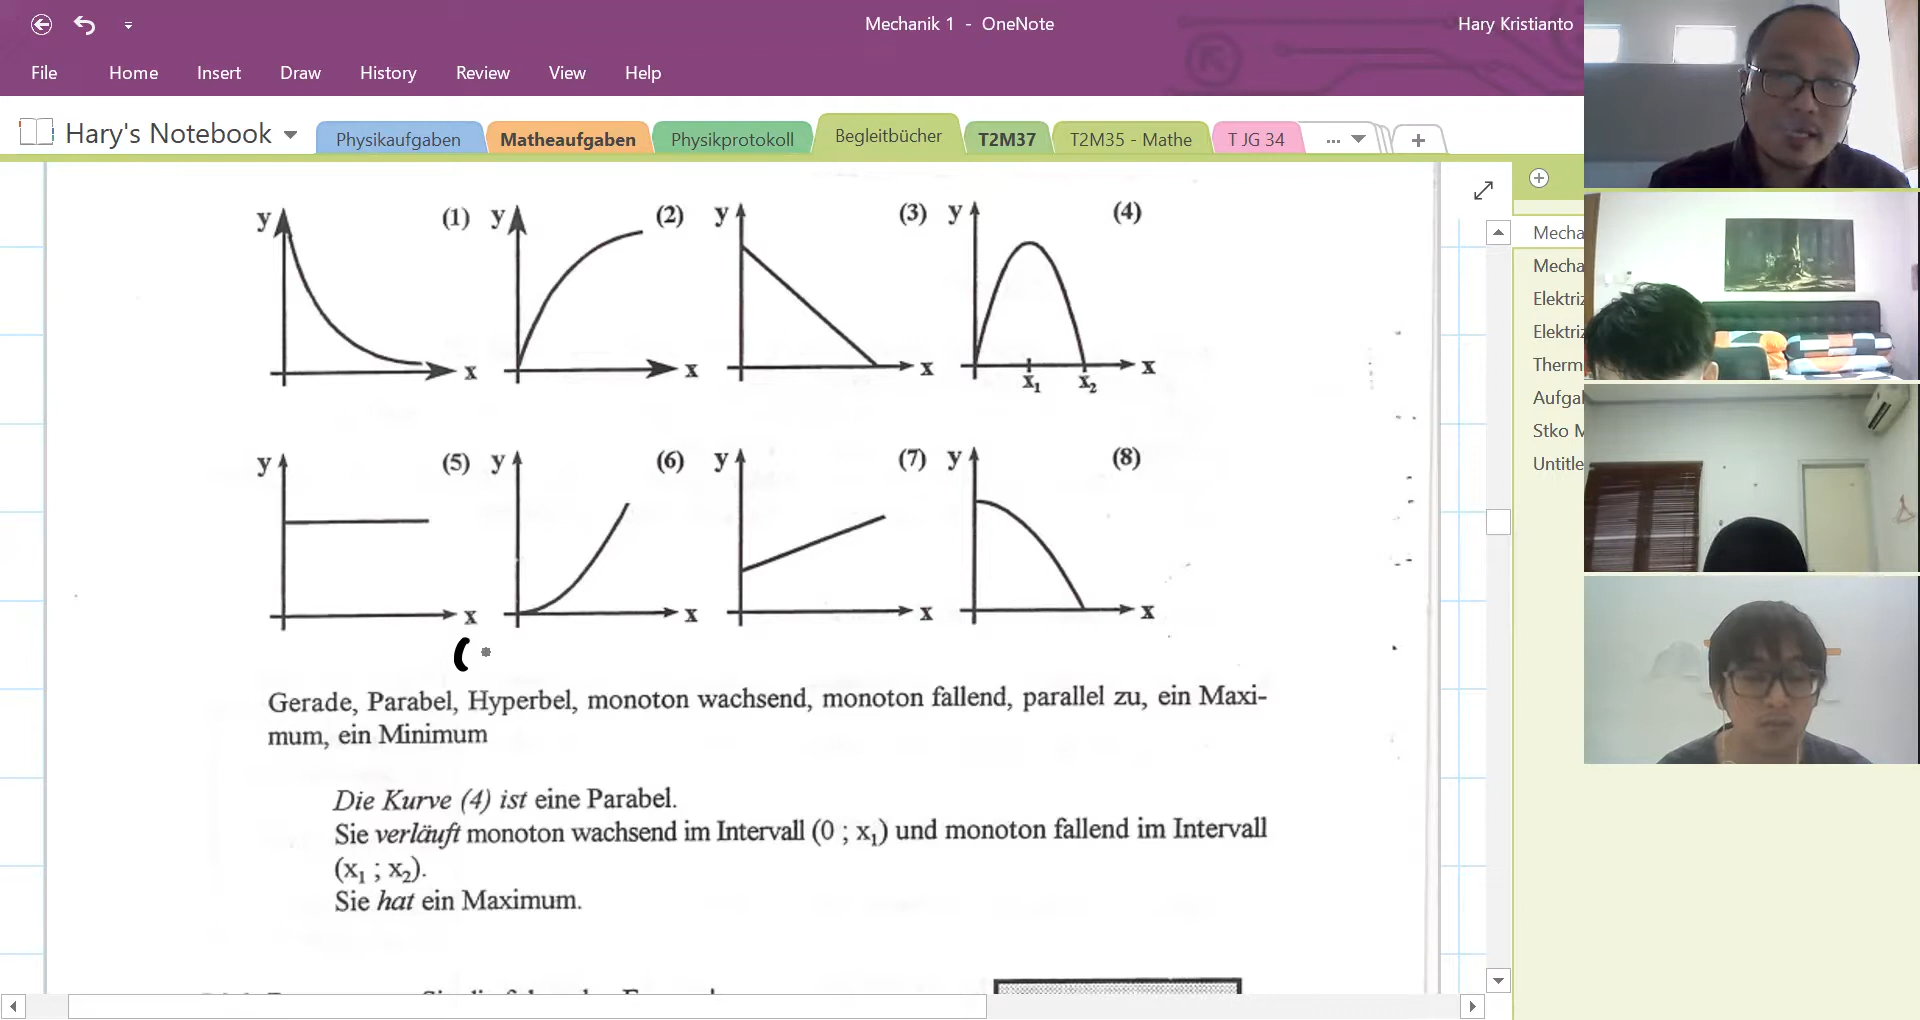 Mechanik 1 - OneNote
Hary Kristianto
File Home Insert Draw History Review View Help
Hary's Notebook
Physikaufgaben Matheaufgaben Physikprotokoll Begleitbücher T2M37 T2M35 - Mathe T JG 34 ...
y (1) y (2) y (3) y (4)
x x x x
x₁ x₂
y (5) y (6) y (7) y (8)
x x x x
(
Gerade, Parabel, Hyperbel, monoton wachsend, monoton fallend, parallel zu, ein Maxi-
mum, ein Minimum
Die Kurve (4) ist eine Parabel.
Sie verläuft monoton wachsend im Intervall (0 ; x₁) und monoton fallend im Intervall
(x₁ ; x₂).
Sie hat ein Maximum.
Mecha
Mecha
Elektriz
Elektriz
Therm
Aufga
Stko M
Untitle